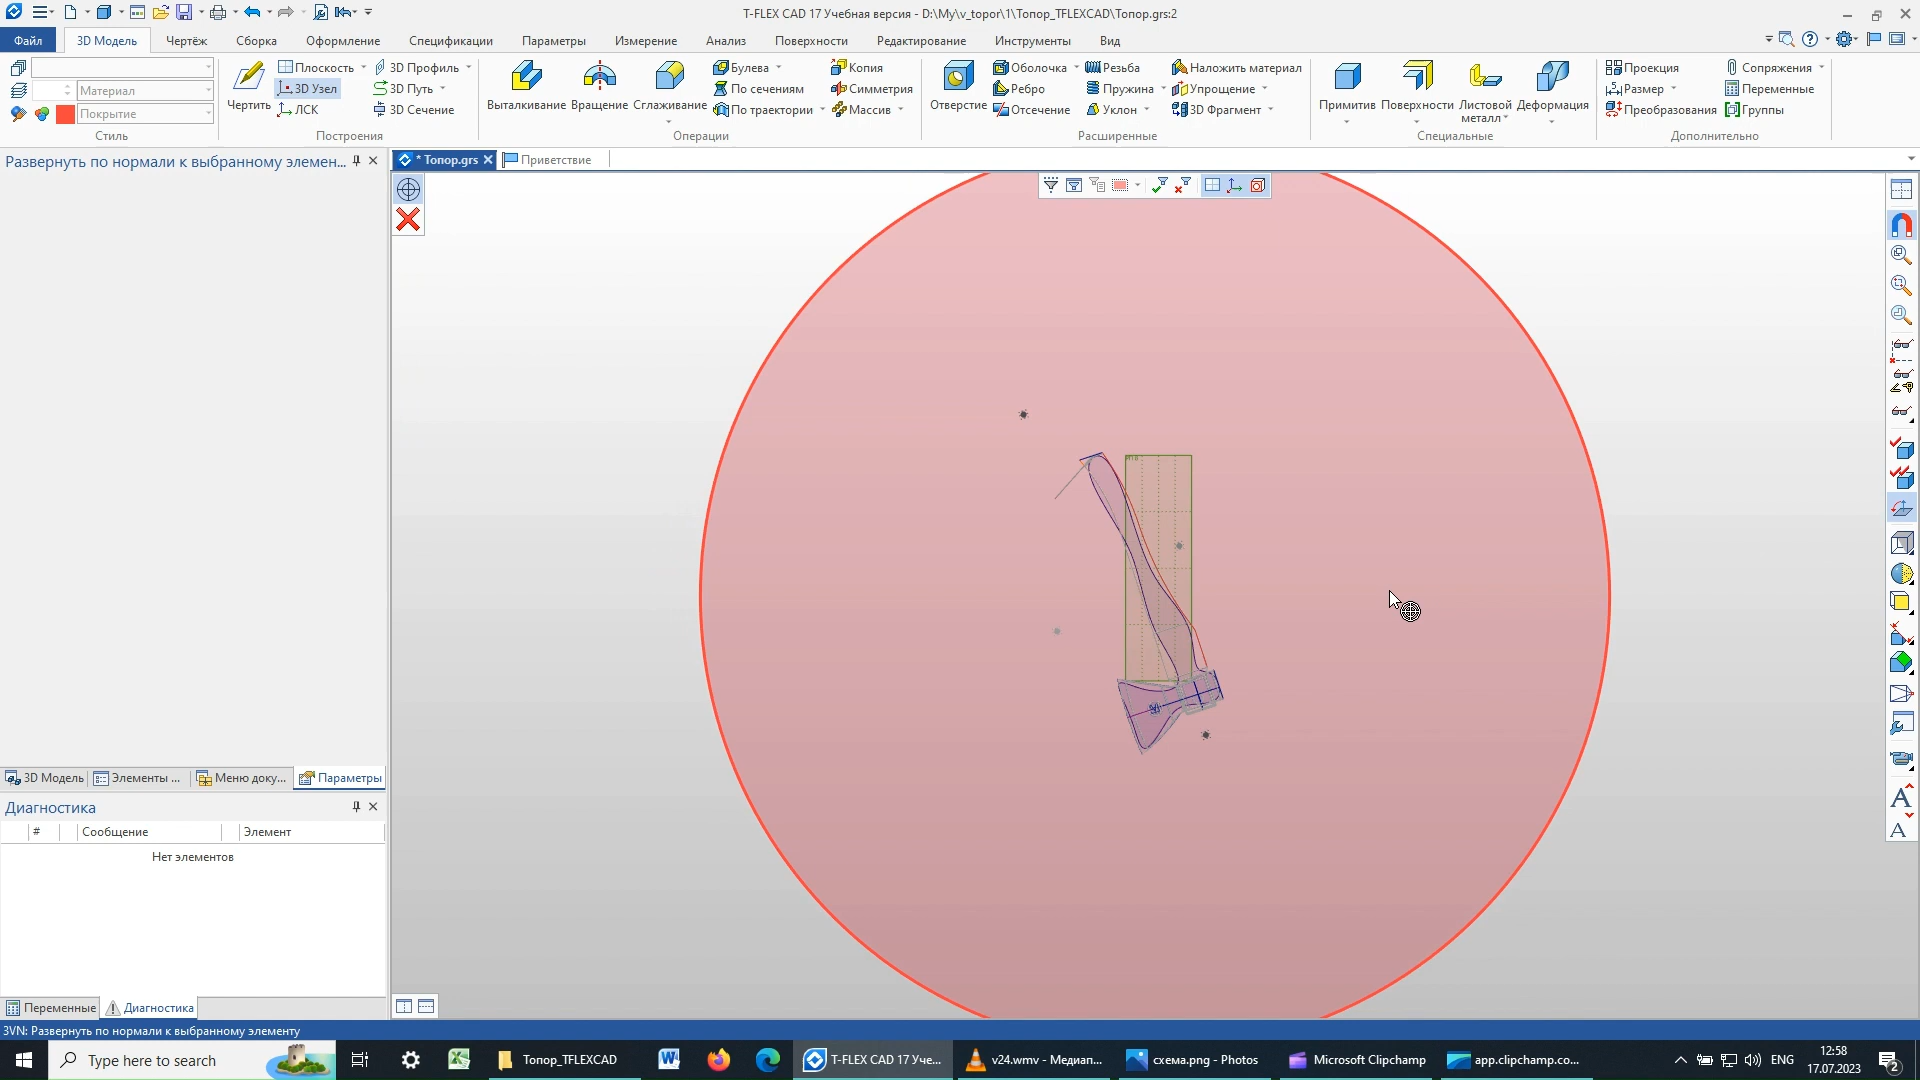 T-FLEX CAD 17 Учебная версия - D:\My\v_topor\1\Топор_TFLEXCAD\Топор.grs:2
Файл 3D Модель Чертёж Сборка Оформление Спецификации Параметры Измерение Анализ Поверхности Редактирование Инструменты Вид
Плоскость 3D Профиль Булева Копия Оболочка Резьба Наложить материал Проекция Сопряжения
Материал 3D Узел 3D Путь По сечениям Симметрия Ребро Пружина Упрощение Размер Переменные
Чертить Выталкивание Вращение Сглаживание Отверстие Примитив Поверхности Листовой металл Деформация
Покрытие ЛСК 3D Сечение По траектории Массив Отсечение Уклон 3D Фрагмент Преобразования Группы
Стиль Построения Операции Расширенные Специальные Дополнительно
Развернуть по нормали к выбранному элемен...
* Топор.grs Приветствие
3D Модель Элементы ... Меню доку... Параметры
Диагностика
# Сообщение Элемент
Нет элементов
Переменные Диагностика
3VN: Развернуть по нормали к выбранному элементу
Type here to search Топор_TFLEXCAD T-FLEX CAD 17 Уче... v24.wmv - Медиап... схема.png - Photos Microsoft Clipchamp app.clipchamp.co... ENG
12:58
17.07.2023
2